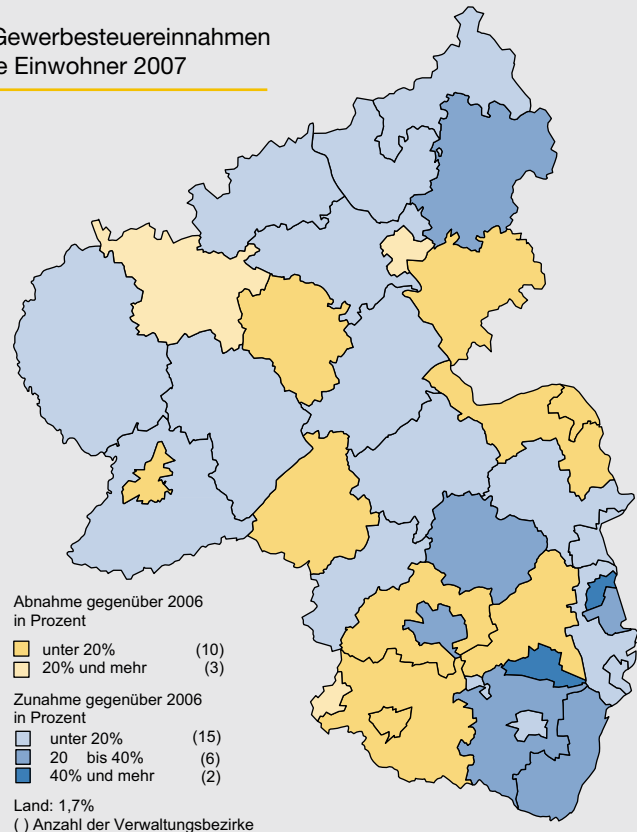 Gewerbesteuereinnahmen
e Einwohner 2007
Abnahme gegenüber 2006
in Prozent
unter 20% (10)
20% und mehr (3)
Zunahme gegenüber 2006
in Prozent
unter 20% (15)
20 bis 40% (6)
40% und mehr (2)
Land: 1,7%
( ) Anzahl der Verwaltungsbezirke